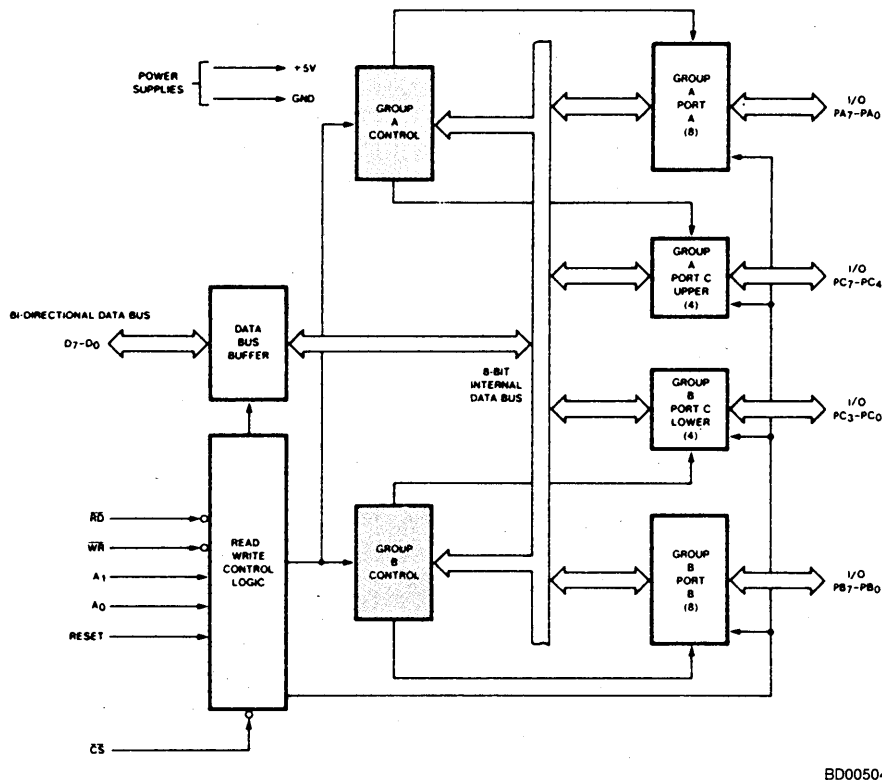 POWER
SUPPLIES
+5V
GND
GROUP
A
CONTROL
GROUP
A
PORT
A
(8)
I/O
PA7-PA0
GROUP
A
PORT C
UPPER
(4)
I/O
PC7-PC4
BI-DIRECTIONAL DATA BUS
D7-D0
DATA
BUS
BUFFER
8-BIT
INTERNAL
DATA BUS
GROUP
B
PORT C
LOWER
(4)
I/O
PC3-PC0
RD
WR
A1
A0
RESET
CS
READ
WRITE
CONTROL
LOGIC
GROUP
B
CONTROL
GROUP
B
PORT
B
(8)
I/O
PB7-PB0